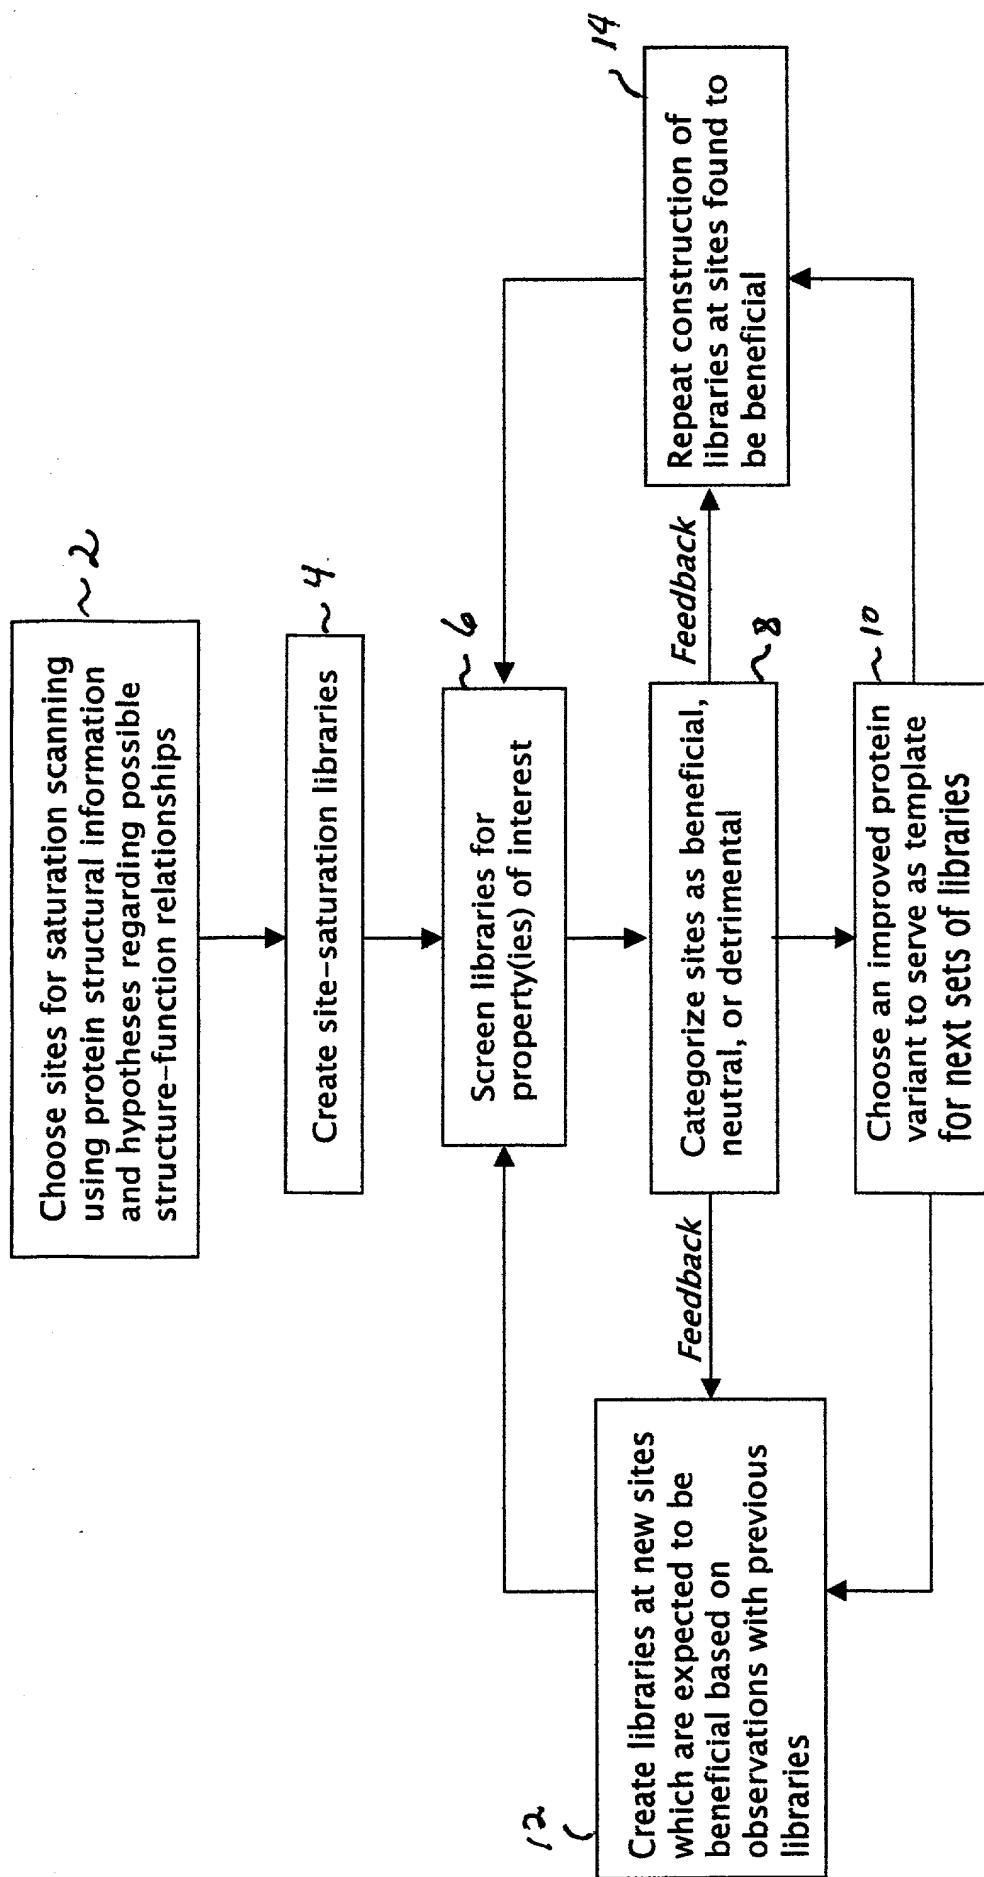 Choose sites for saturation scanning
using protein structural information
and hypotheses regarding possible
structure-function relationships
2
Create site-saturation libraries
4
Screen libraries for
property(ies) of interest
6
Feedback
Categorize sites as beneficial,
neutral, or detrimental
8
Feedback
Choose an improved protein
variant to serve as template
for next sets of libraries
10
12
Create libraries at new sites
which are expected to be
beneficial based on
observations with previous
libraries
14
Repeat construction of
libraries at sites found to
be beneficial